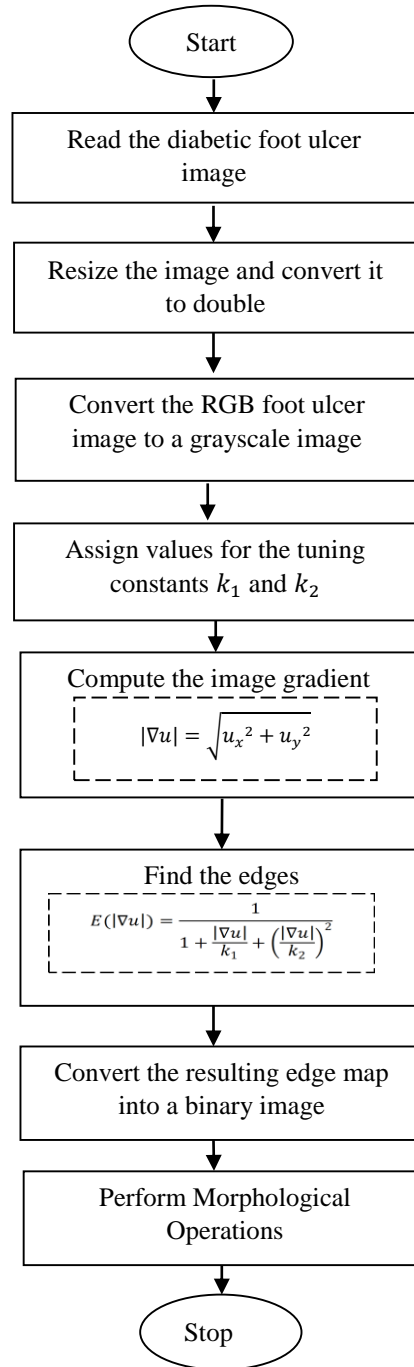 Start
Read the diabetic foot ulcer
image
Resize the image and convert it
to double
Convert the RGB foot ulcer
image to a grayscale image
Assign values for the tuning
constants k₁ and k₂
Compute the image gradient
|∇u| = √(uₓ² + u_y²)
Find the edges
E(|∇u|) = 1 / (1 + |∇u|/k₁ + (|∇u|/k₂)²)
Convert the resulting edge map
into a binary image
Perform Morphological
Operations
Stop